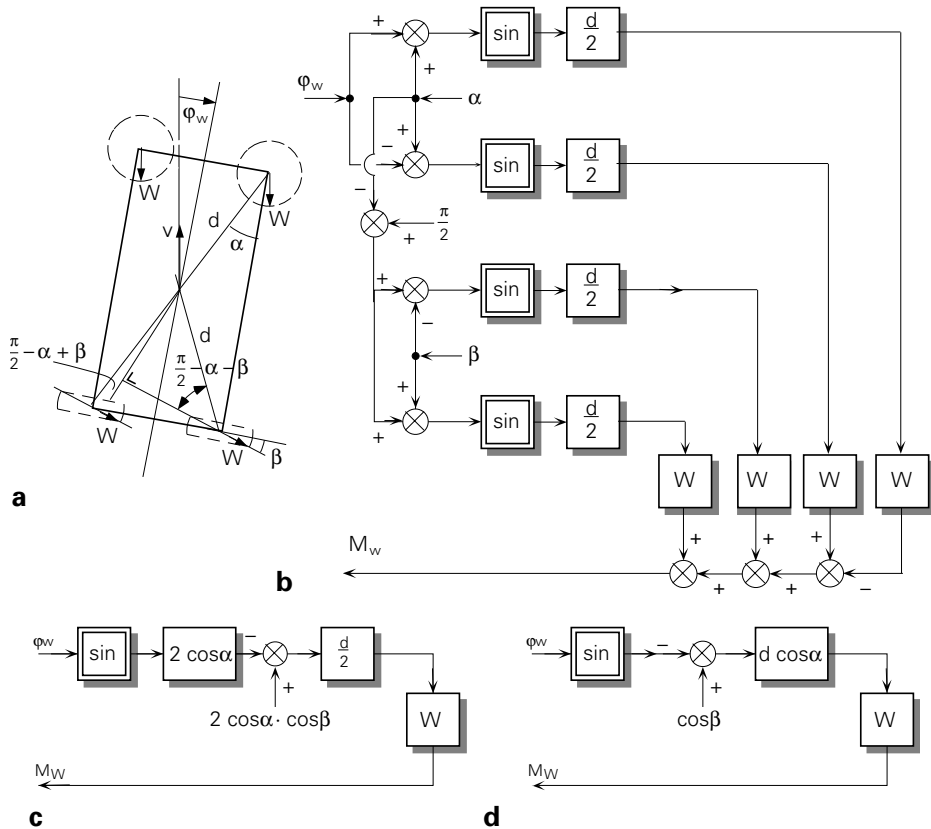 φw
W
W
v
d
α
d
π/2 – α + β
π/2 – α – β
W
W
β
a
φw
+
+
sin
d/2
α
+
–
–
sin
d/2
π/2
+
+
–
sin
d/2
β
+
+
sin
d/2
W
W
W
W
+
+
+
+
+
–
Mw
b
φw
sin
2 cosα
–
+
d/2
2 cosα · cosβ
W
MW
c
φw
sin
–
+
d cosα
cosβ
W
MW
d